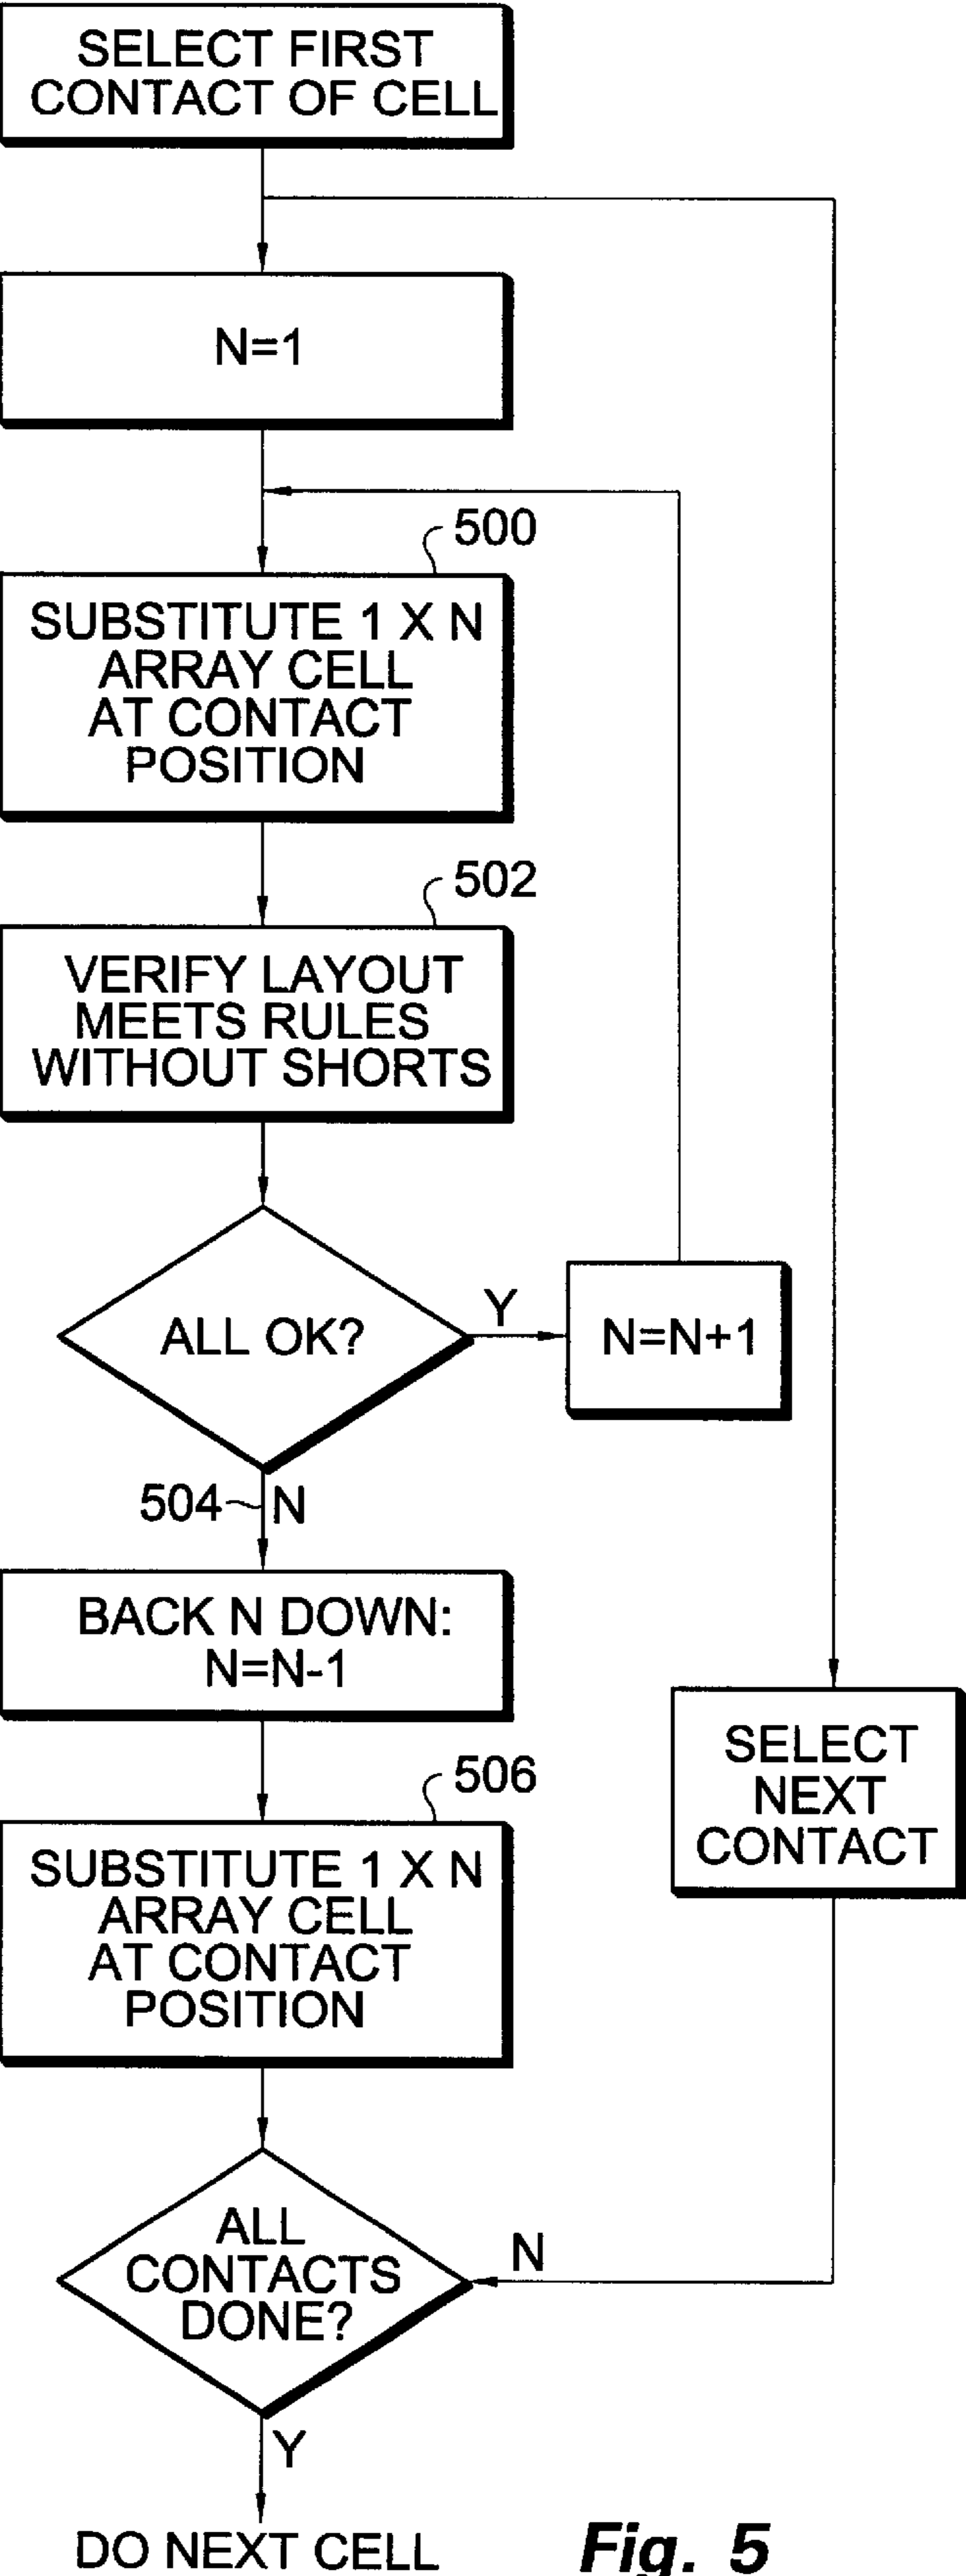 SELECT FIRST
CONTACT OF CELL
N=1
500
SUBSTITUTE 1 X N
ARRAY CELL
AT CONTACT
POSITION
502
VERIFY LAYOUT
MEETS RULES
WITHOUT SHORTS
ALL OK?
Y
N=N+1
504
N
BACK N DOWN:
N=N-1
506
SUBSTITUTE 1 X N
ARRAY CELL
AT CONTACT
POSITION
SELECT
NEXT
CONTACT
ALL
CONTACTS
DONE?
N
Y
DO NEXT CELL
Fig. 5